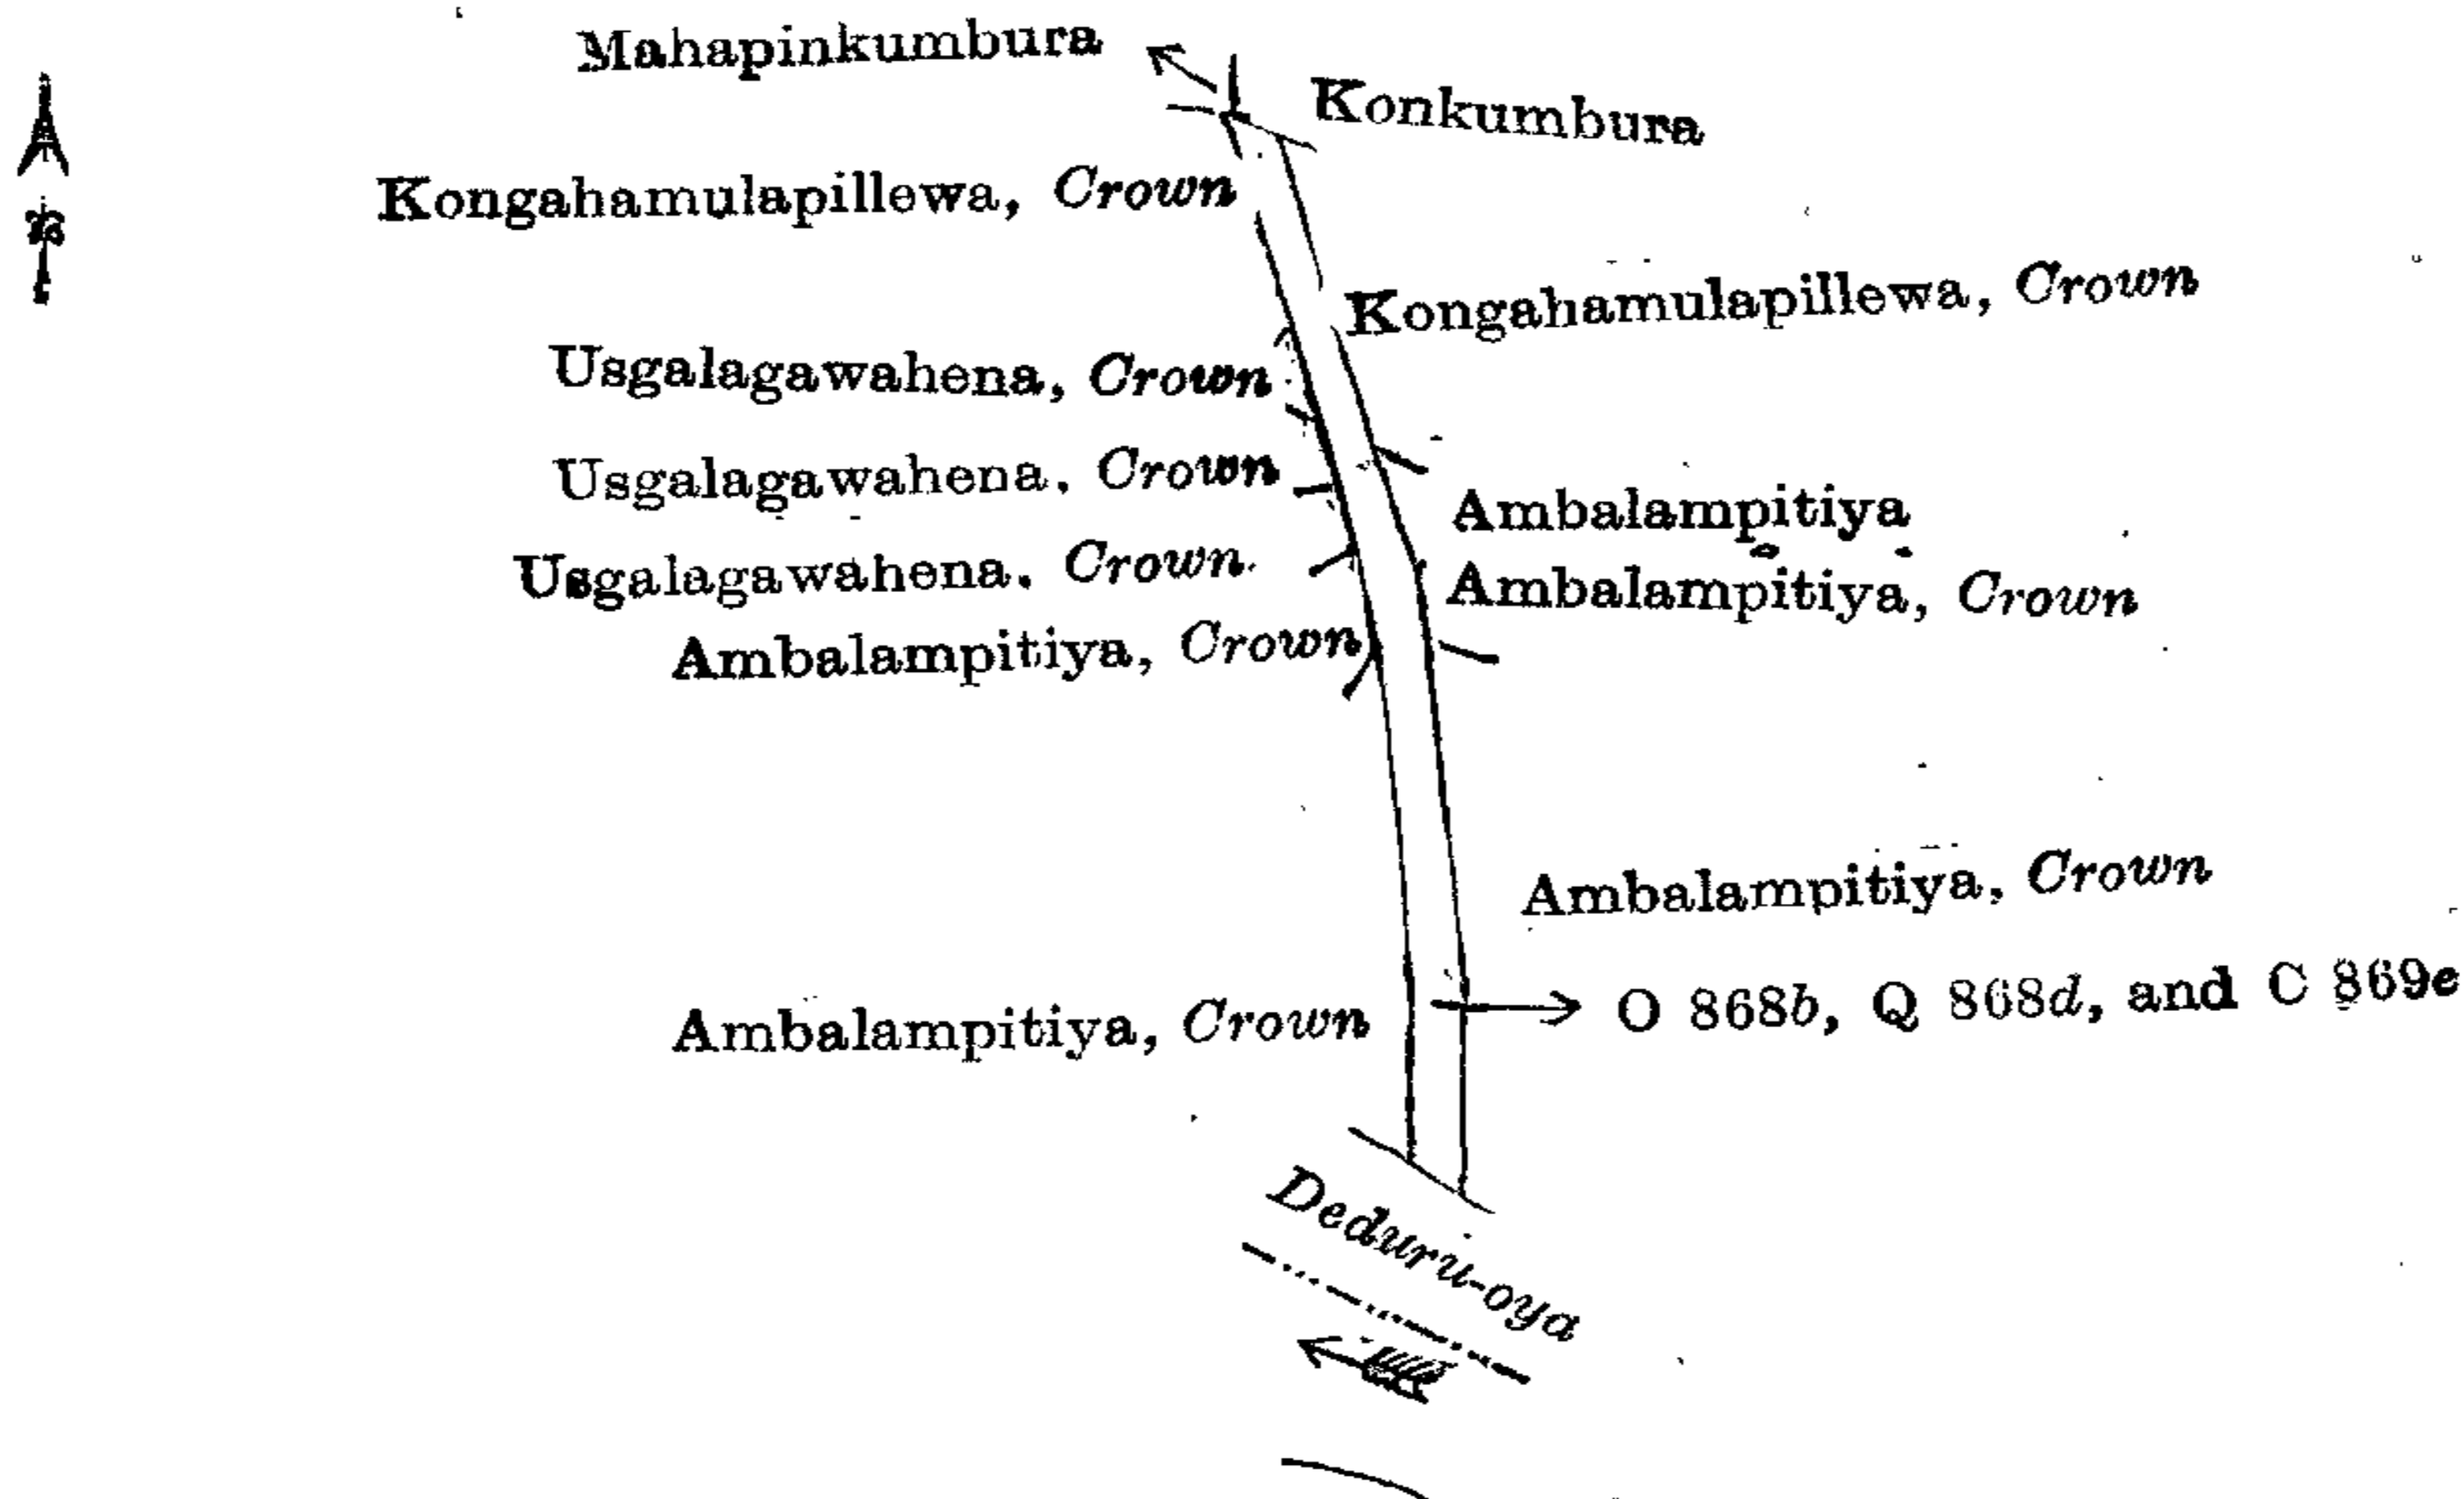 Mahapinkumbura
Konkumbura
Kongahamulapillewa, Crown
Kongahamulapillewa, Crown
Usgalagawahena, Crown
Usgalagawahena, Crown
Ambalampitiya
Usgalagawahena, Crown.
Ambalampitiya, Crown
Ambalampitiya, Crown
Ambalampitiya, Crown
O 868b, Q 868d, and C 869e
Ambalampitiya, Crown
Deduru-oya